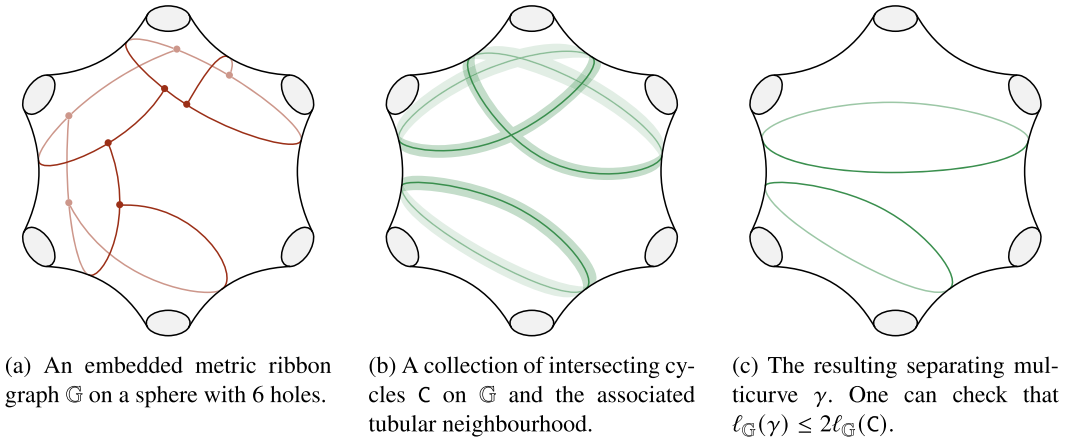 (a) An embedded metric ribbon
graph 𝔾 on a sphere with 6 holes.
(b) A collection of intersecting cy-
cles C on 𝔾 and the associated
tubular neighbourhood.
(c) The resulting separating mul-
ticurve γ. One can check that
ℓ𝔾(γ) ≤ 2ℓ𝔾(C).